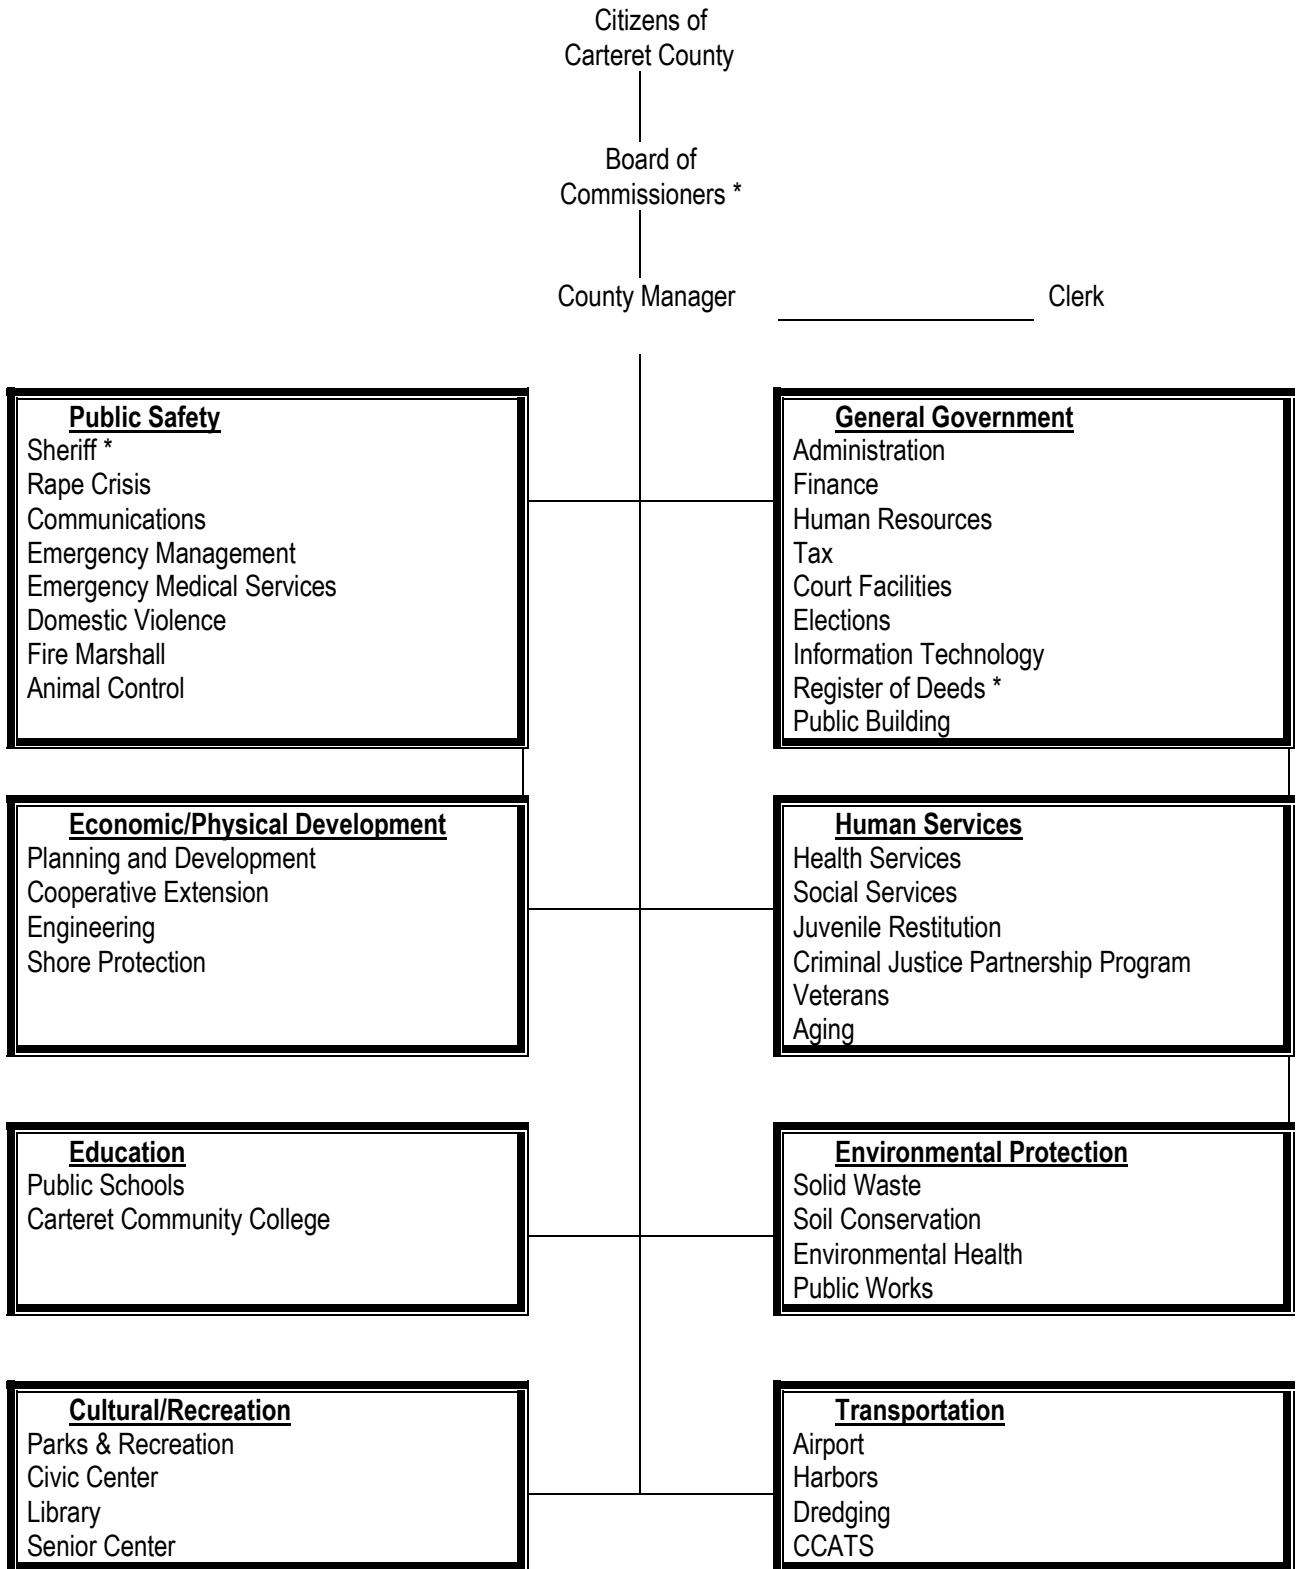 Citizens of
Carteret County
Board of
Commissioners *
County Manager
Clerk
Public Safety
Sheriff *
Rape Crisis
Communications
Emergency Management
Emergency Medical Services
Domestic Violence
Fire Marshall
Animal Control
General Government
Administration
Finance
Human Resources
Tax
Court Facilities
Elections
Information Technology
Register of Deeds *
Public Building
Economic/Physical Development
Planning and Development
Cooperative Extension
Engineering
Shore Protection
Human Services
Health Services
Social Services
Juvenile Restitution
Criminal Justice Partnership Program
Veterans
Aging
Education
Public Schools
Carteret Community College
Environmental Protection
Solid Waste
Soil Conservation
Environmental Health
Public Works
Cultural/Recreation
Parks & Recreation
Civic Center
Library
Senior Center
Transportation
Airport
Harbors
Dredging
CCATS